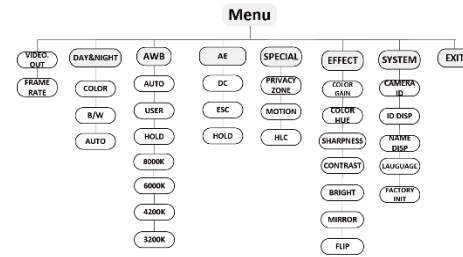 Menu
VIDEO.
OUT
FRAME
RATE
DAY&NIGHT
COLOR
B/W
AUTO
AWB
AUTO
USER
HOLD
8000K
6000K
4200K
3200K
AE
DC
ESC
HOLD
SPECIAL
PRIVACY
ZONE
MOTION
HLC
EFFECT
COLOR
GAIN
COLOR
HUE
SHARPNESS
CONTRAST
BRIGHT
MIRROR
FLIP
SYSTEM
CAMERA
ID
ID DISP
NAME
DISP
LAUGUAGE
FACTORY
INIT
EXIT